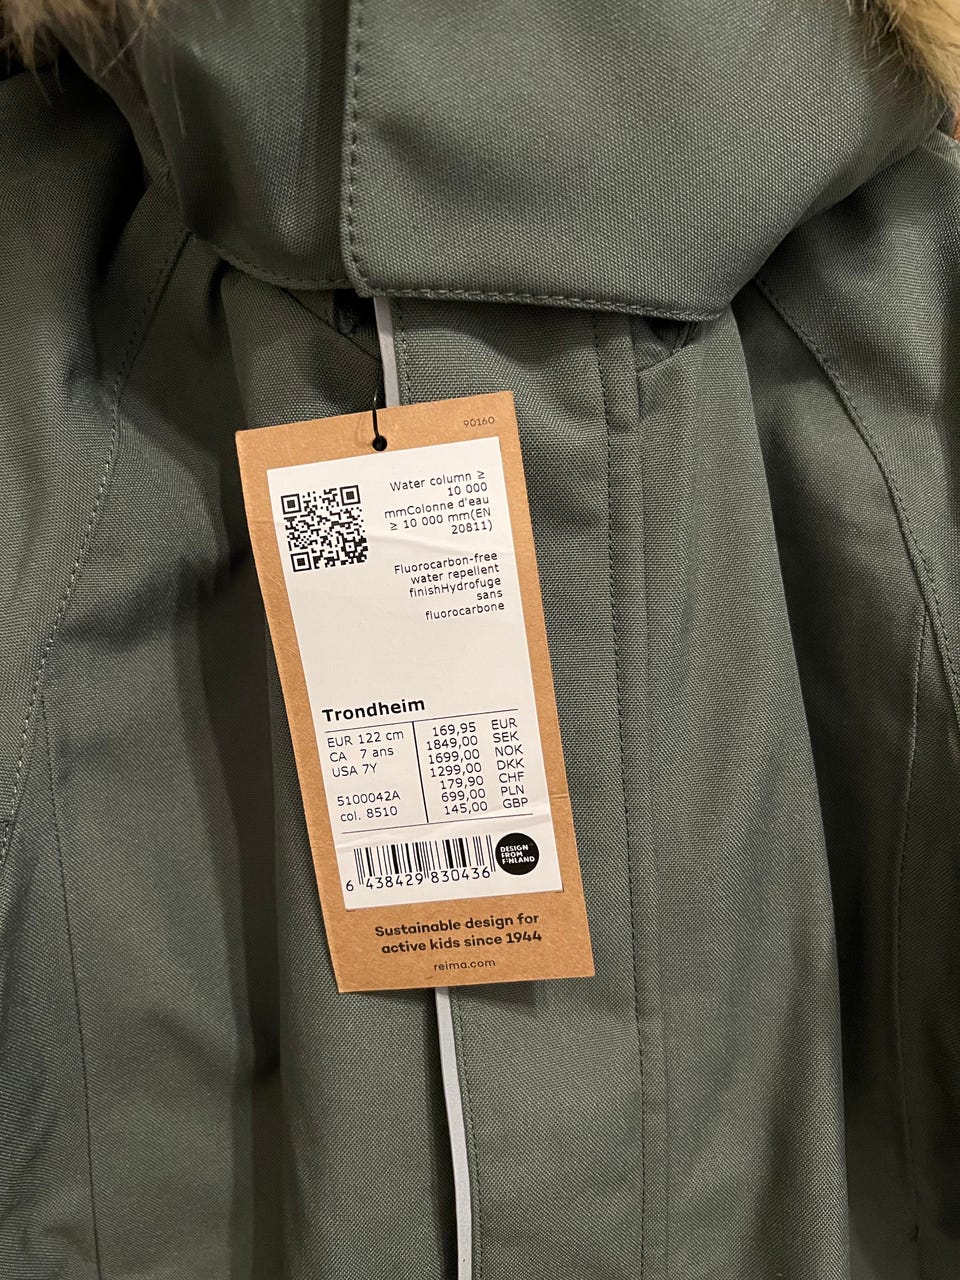 90160
Water column ≥
10 000
mmColonne d'eau
≥ 10 000 mm(EN
20811)
Fluorocarbon-free
water repellent
finishHydrofuge
sans
fluorocarbone
Trondheim
EUR 122 cm
CA 7 ans
USA 7Y
5100042A
col. 8510
169,95 EUR
1849,00 SEK
1699,00 NOK
1299,00 DKK
179,90 CHF
699,00 PLN
145,00 GBP
6 438429 830436
DESIGN
FROM
FINLAND
Sustainable design for
active kids since 1944
reima.com